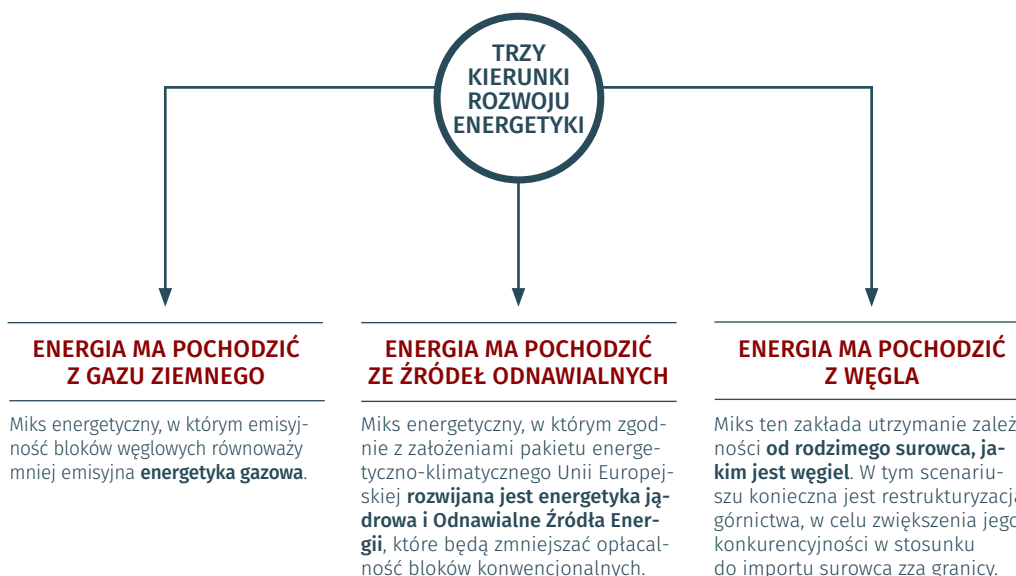 TRZY
KIERUNKI
ROZWOJU
ENERGETYKI
ENERGIA MA POCHODZIĆ
Z GAZU ZIEMNEGO
Miks energetyczny, w którym emisyj-
ność bloków węglowych równoważy
mniej emisyjna energetyka gazowa.
ENERGIA MA POCHODZIĆ
ZE ŹRÓDEŁ ODNAWIALNYCH
Miks energetyczny, w którym zgod-
nie z założeniami pakietu energe-
tyczno-klimatycznego Unii Europej-
skiej rozwijana jest energetyka ją-
drowa i Odnawialne Źródła Ener-
gii, które będą zmniejszać opłacal-
ność bloków konwencjonalnych.
ENERGIA MA POCHODZIĆ
Z WĘGLA
Miks ten zakłada utrzymanie zależ
ności od rodzimego surowca, ja-
kim jest węgiel. W tym scenariu-
szu konieczna jest restrukturyzacja
górnictwa, w celu zwiększenia jego
konkurencyjności w stosunku
do importu surowca zza granicy.